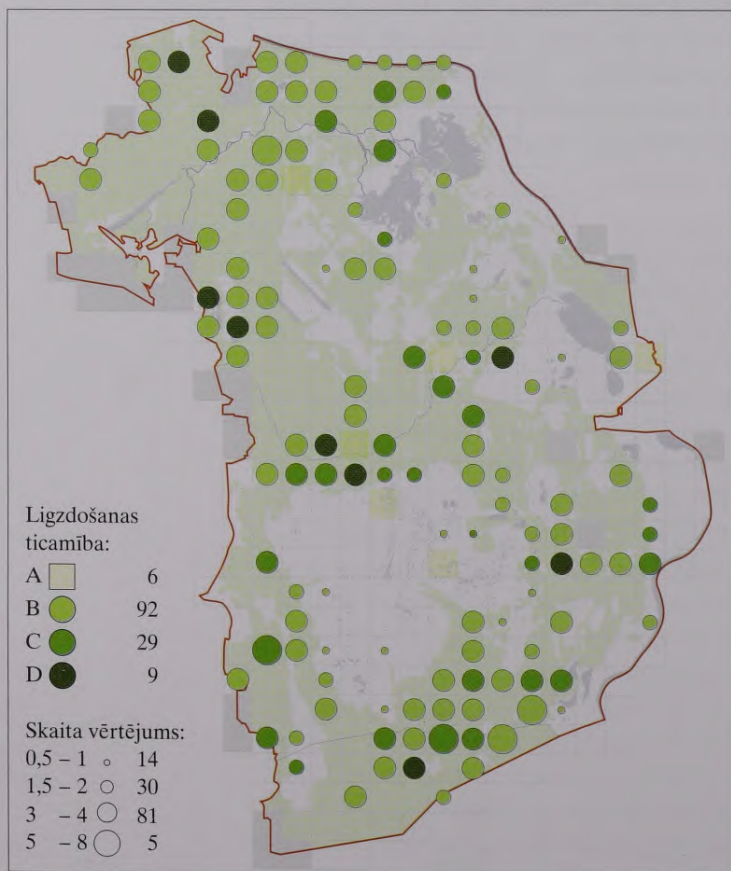 Ligzdošanas
ticamība:
A 6
B 92
C 29
D 9
Skaita vērtējums:
0,5 – 1 14
1,5 – 2 30
3 – 4 81
5 – 8 5